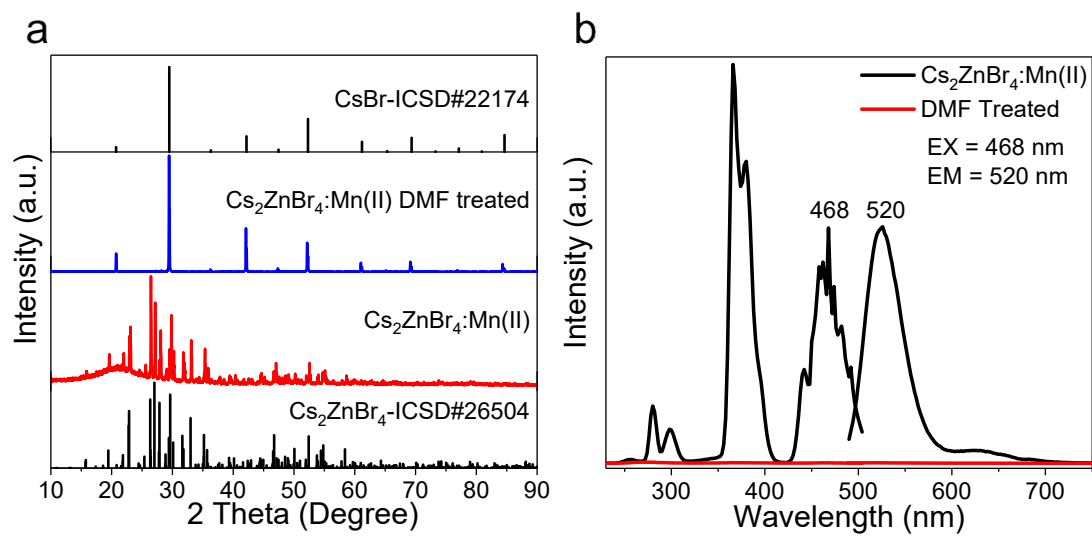 a
CsBr-ICSD#22174
Cs₂ZnBr₄:Mn(II) DMF treated
Cs₂ZnBr₄:Mn(II)
Cs₂ZnBr₄-ICSD#26504
Intensity (a.u.)
10 20 30 40 50 60 70 80 90
2 Theta (Degree)
b
Cs₂ZnBr₄:Mn(II)
DMF Treated
EX = 468 nm
EM = 520 nm
468 520
Intensity (a.u.)
300 400 500 600 700
Wavelength (nm)